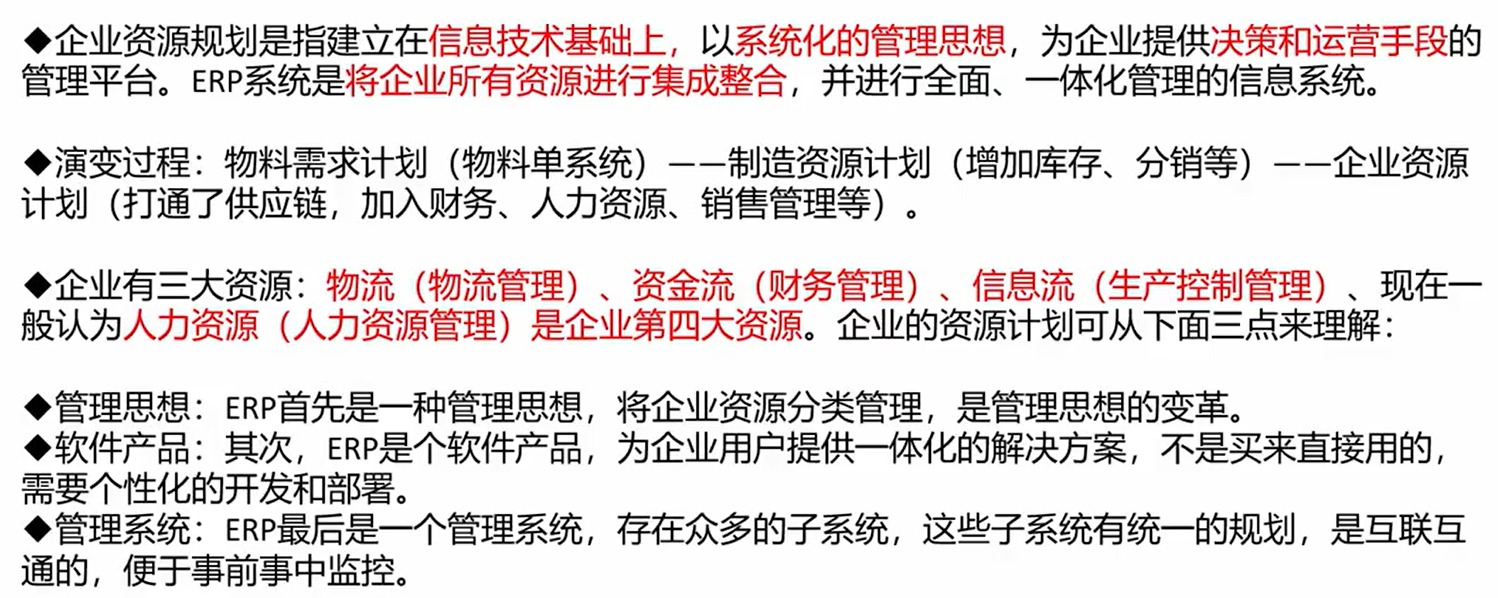 ◆企业资源规划是指建立在信息技术基础上，以系统化的管理思想，为企业提供决策和运营手段的
管理平台。ERP系统是将企业所有资源进行集成整合，并进行全面、一体化管理的信息系统。
◆演变过程：物料需求计划（物料单系统）——制造资源计划（增加库存、分销等）——企业资源
计划（打通了供应链，加入财务、人力资源、销售管理等）。
◆企业有三大资源：物流（物流管理）、资金流（财务管理）、信息流（生产控制管理）、现在一
般认为人力资源（人力资源管理）是企业第四大资源。企业的资源计划可从下面三点来理解：
◆管理思想：ERP首先是一种管理思想，将企业资源分类管理，是管理思想的变革。
◆软件产品：其次，ERP是个软件产品，为企业用户提供一体化的解决方案，不是买来直接用的，
需要个性化的开发和部署。
◆管理系统：ERP最后是一个管理系统，存在众多的子系统，这些子系统有统一的规划，是互联互
通的，便于事前事中监控。